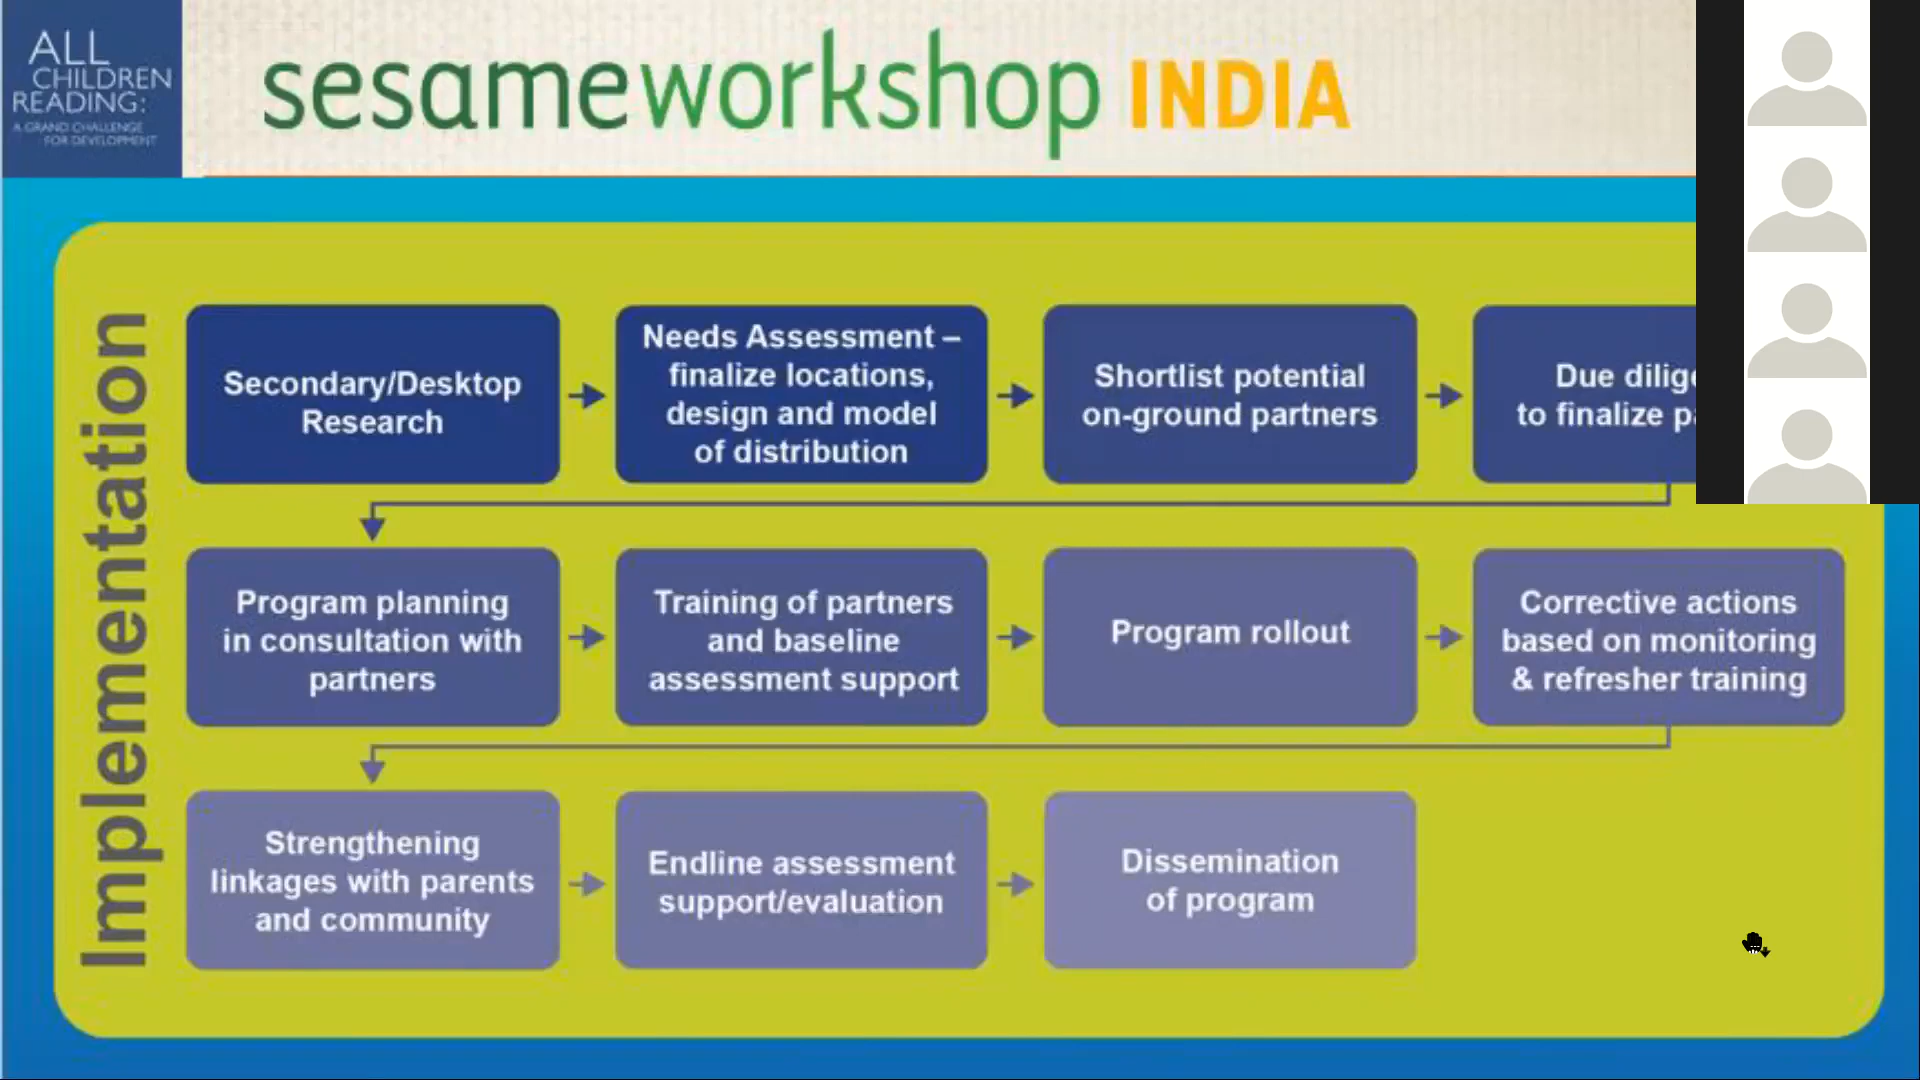 ALL
CHILDREN
READING:
A GRAND CHALLENGE
FOR DEVELOPMENT
sesameworkshop INDIA
Implementation
Secondary/Desktop
Research
Needs Assessment –
finalize locations,
design and model
of distribution
Shortlist potential
on-ground partners
Due
to finalize
Program planning
in consultation with
partners
Training of partners
and baseline
assessment support
Program rollout
Corrective actions
based on monitoring
& refresher training
Strengthening
linkages with parents
and community
Endline assessment
support/evaluation
Dissemination
of program